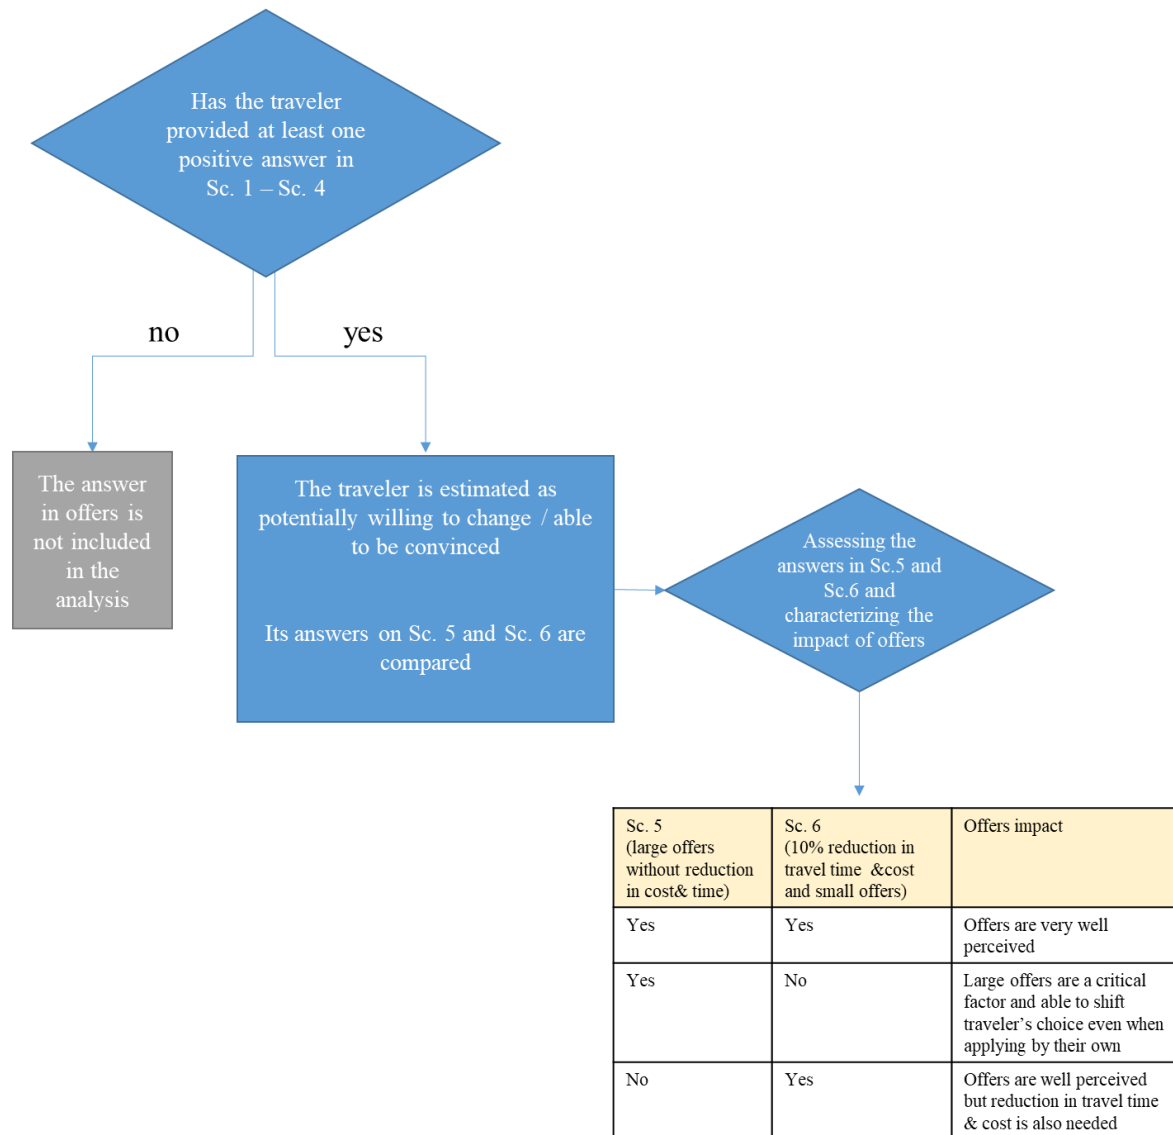 Has the traveler
provided at least one
positive answer in
Sc. 1 – Sc. 4
no
yes
The answer
in offers is
not included
in the
analysis
The traveler is estimated as
potentially willing to change / able
to be convinced
Its answers on Sc. 5 and Sc. 6 are
compared
Assessing the
answers in Sc.5 and
Sc.6 and
characterizing the
impact of offers
Sc. 5
(large offers
without reduction
in cost& time)
Sc. 6
(10% reduction in
travel time &cost
and small offers)
Offers impact
Yes
Yes
Offers are very well
perceived
Yes
No
Large offers are a critical
factor and able to shift
traveler's choice even when
applying by their own
No
Yes
Offers are well perceived
but reduction in travel time
& cost is also needed